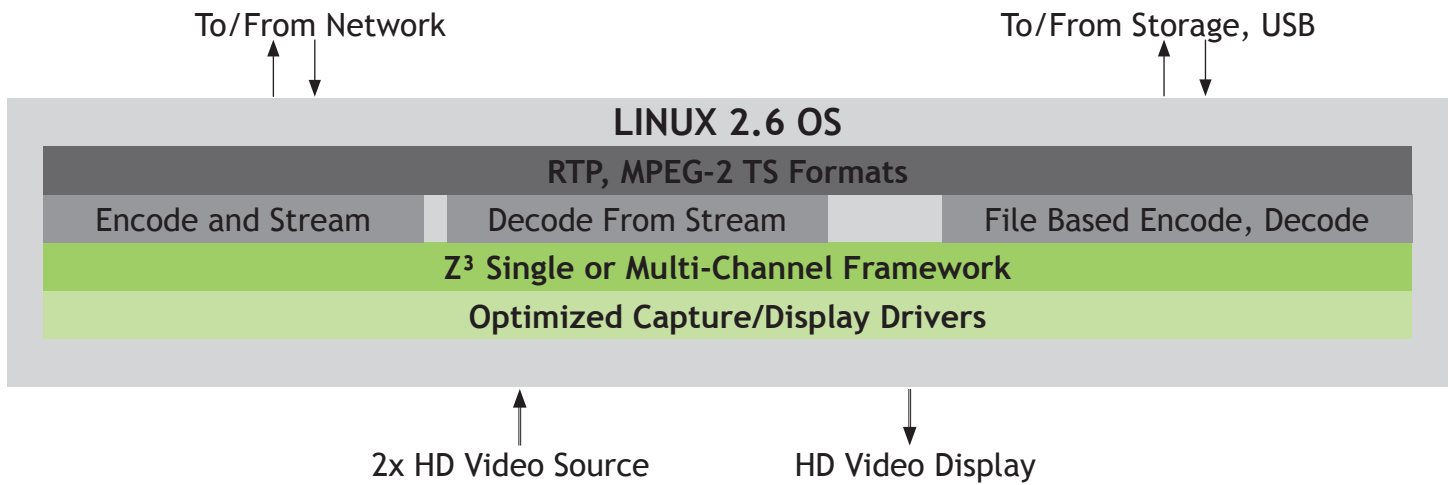 To/From Network
To/From Storage, USB
LINUX 2.6 OS
RTP, MPEG-2 TS Formats
Encode and Stream
Decode From Stream
File Based Encode, Decode
Z³ Single or Multi-Channel Framework
Optimized Capture/Display Drivers
2x HD Video Source
HD Video Display